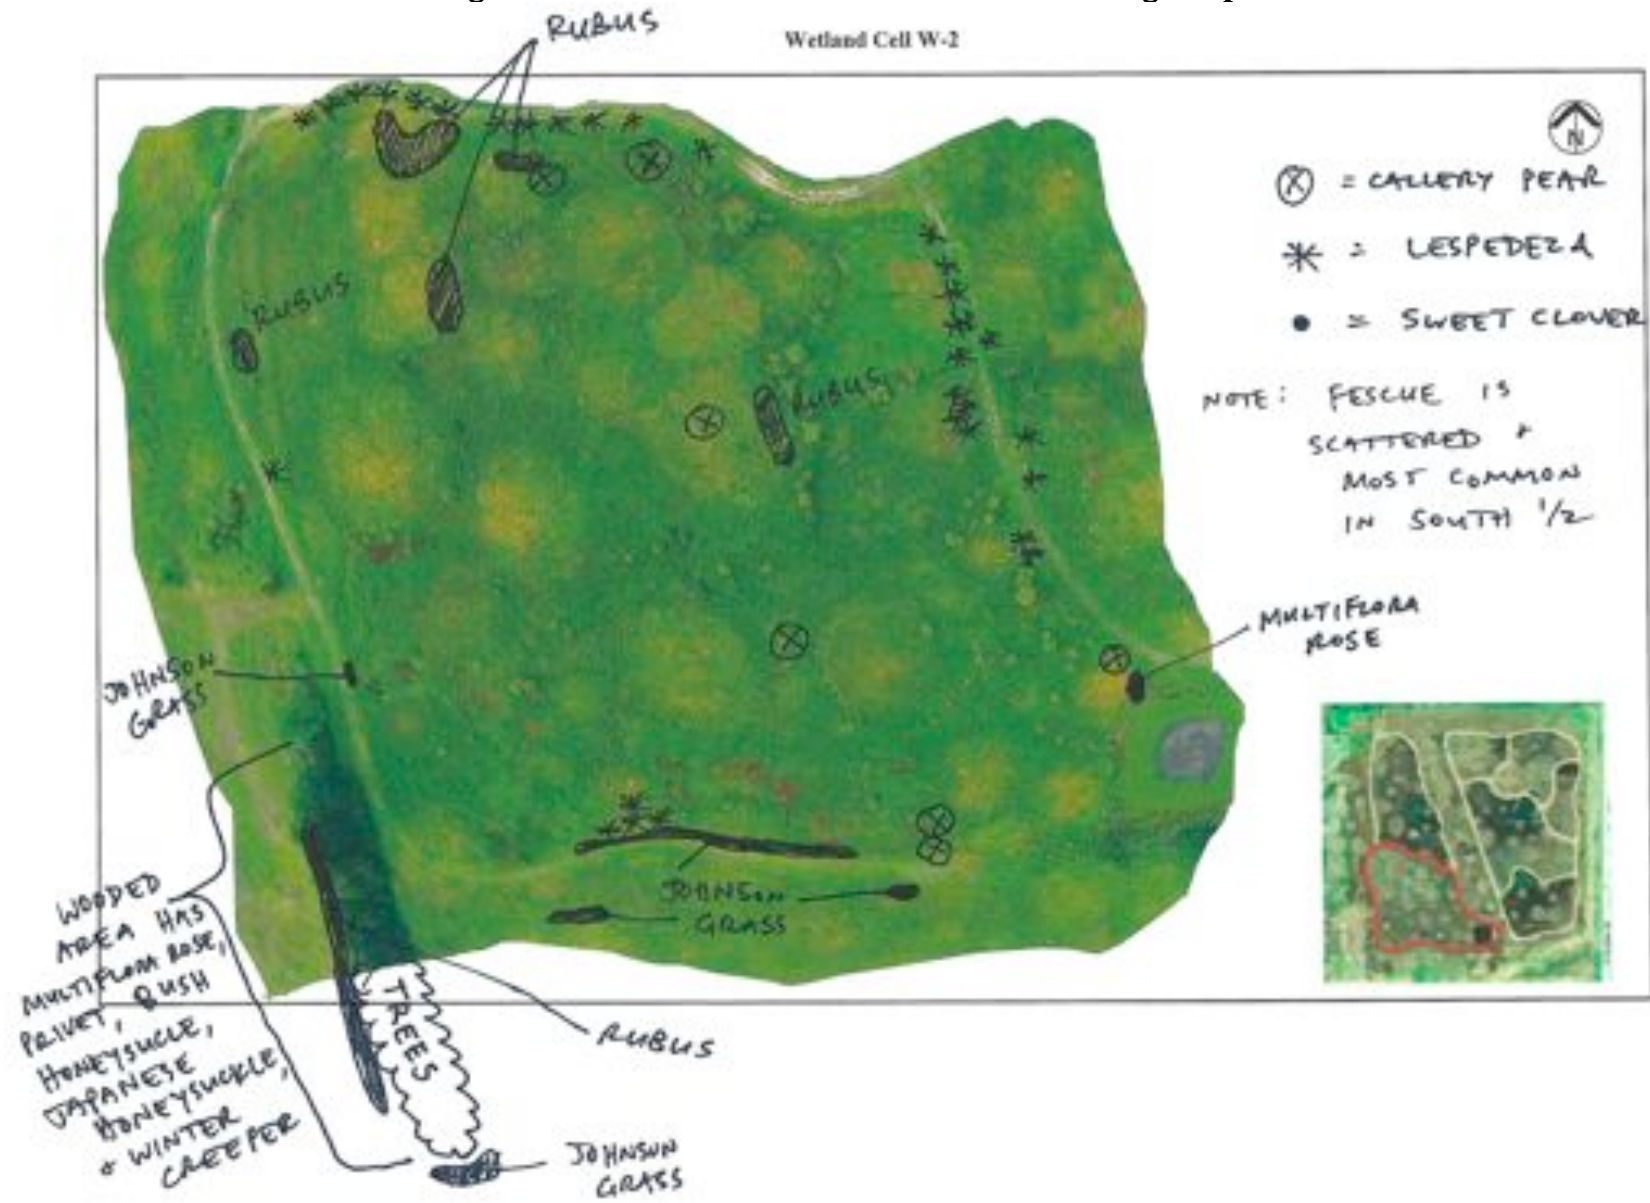 RUBUS
Wetland Cell W-2
N
= CALLERY PEAR
= LESPEDEZA
= SWEET CLOVER
NOTE: FESCUE IS
SCATTERED +
MOST COMMON
IN SOUTH 1/2
RUBUS
RUBUS
MULTIFLORA
ROSE
JOHNSON
GRASS
JOHNSON
GRASS
WOODED
AREA HAS
MULTIFLORA ROSE,
PRIVET, BUSH
HONEYSUCLE,
JAPANESE
HONEYSUCKLE,
+ WINTER
CREEPER
TREES
RUBUS
JOHNSON
GRASS